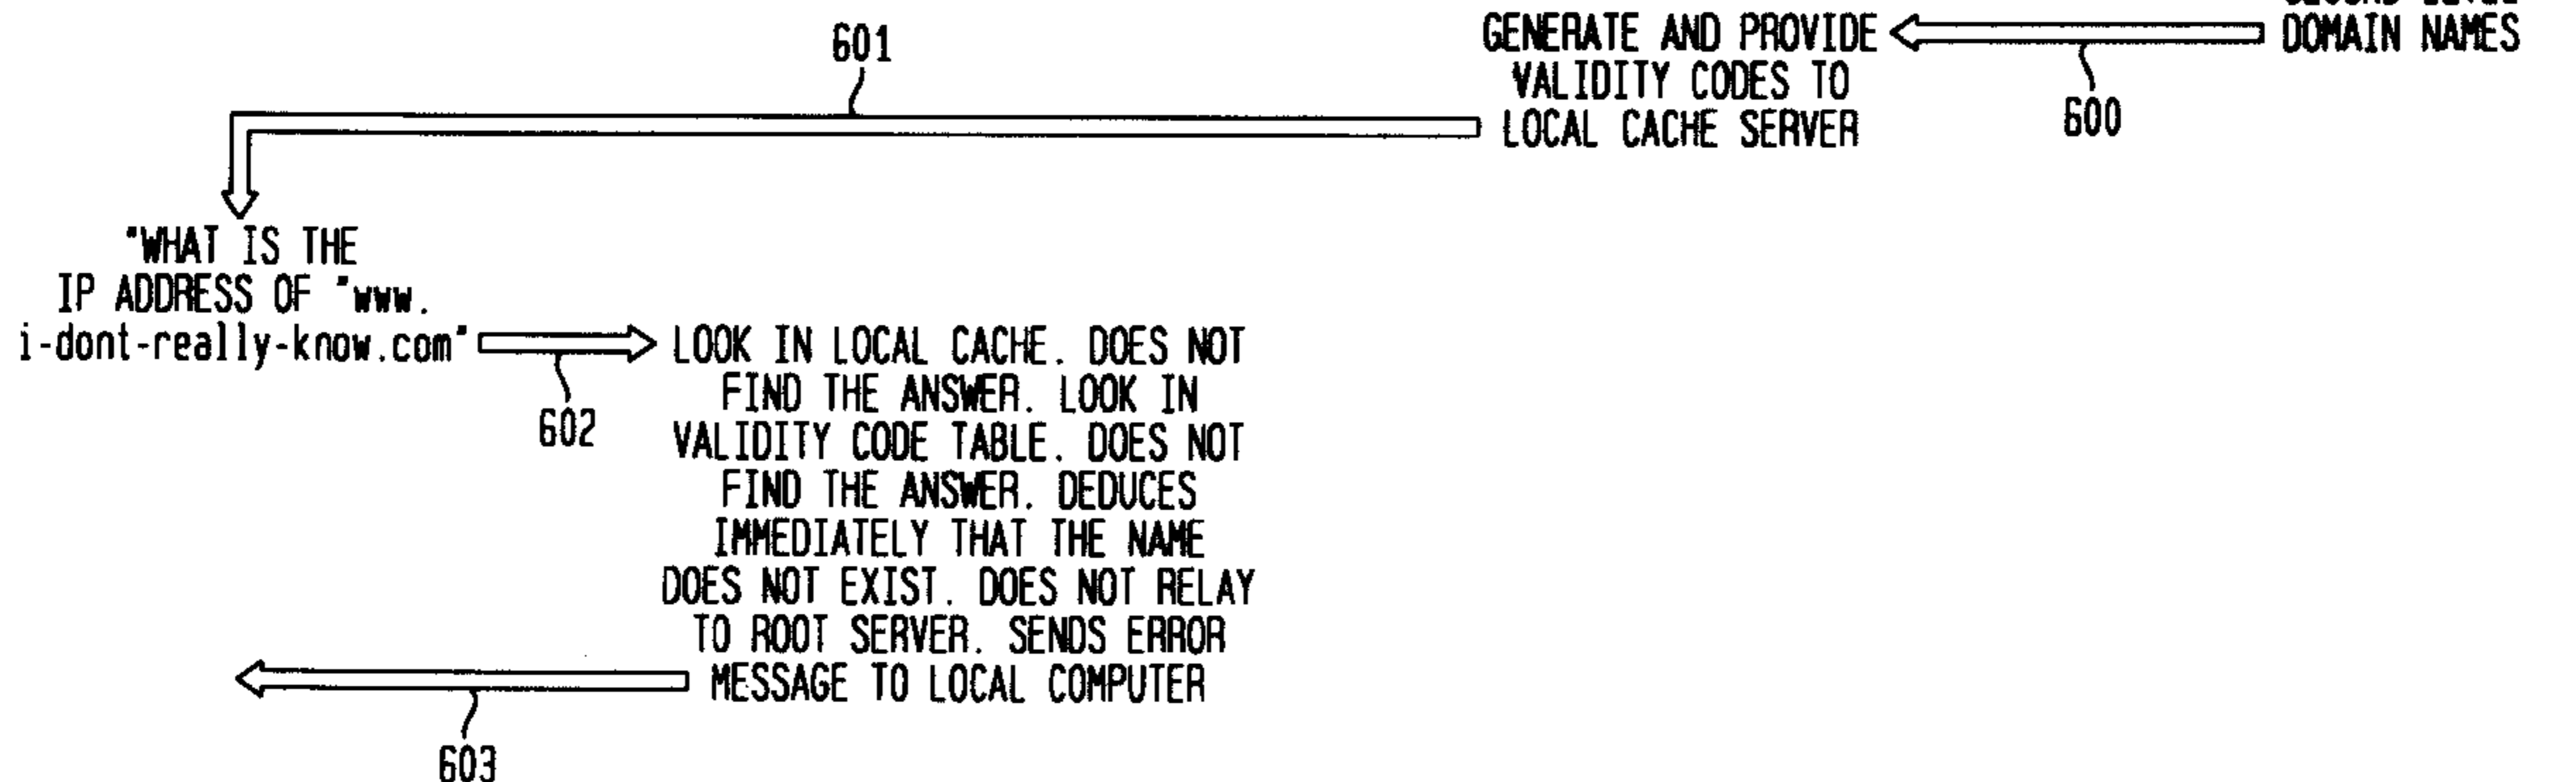 DOMAIN NAMES
600
GENERATE AND PROVIDE
VALIDITY CODES TO
LOCAL CACHE SERVER
601
"WHAT IS THE
IP ADDRESS OF "www.
i-dont-really-know.com"
602
LOOK IN LOCAL CACHE. DOES NOT
FIND THE ANSWER. LOOK IN
VALIDITY CODE TABLE. DOES NOT
FIND THE ANSWER. DEDUCES
IMMEDIATELY THAT THE NAME
DOES NOT EXIST. DOES NOT RELAY
TO ROOT SERVER. SENDS ERROR
MESSAGE TO LOCAL COMPUTER
603